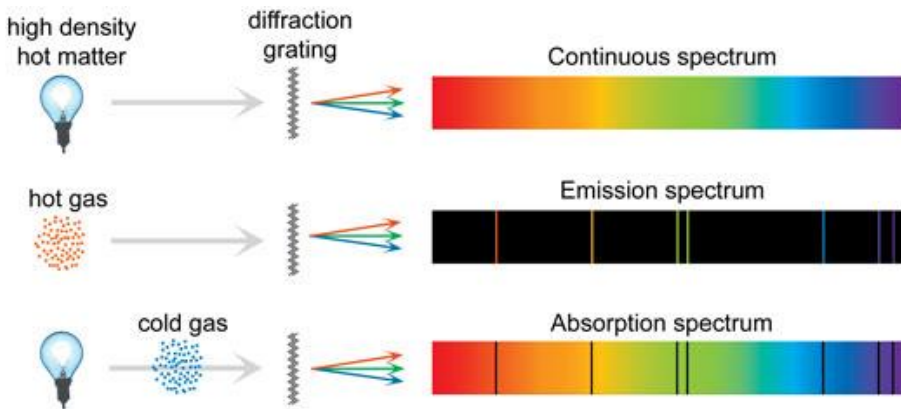 high density
hot matter
diffraction
grating
Continuous spectrum
hot gas
Emission spectrum
cold gas
Absorption spectrum